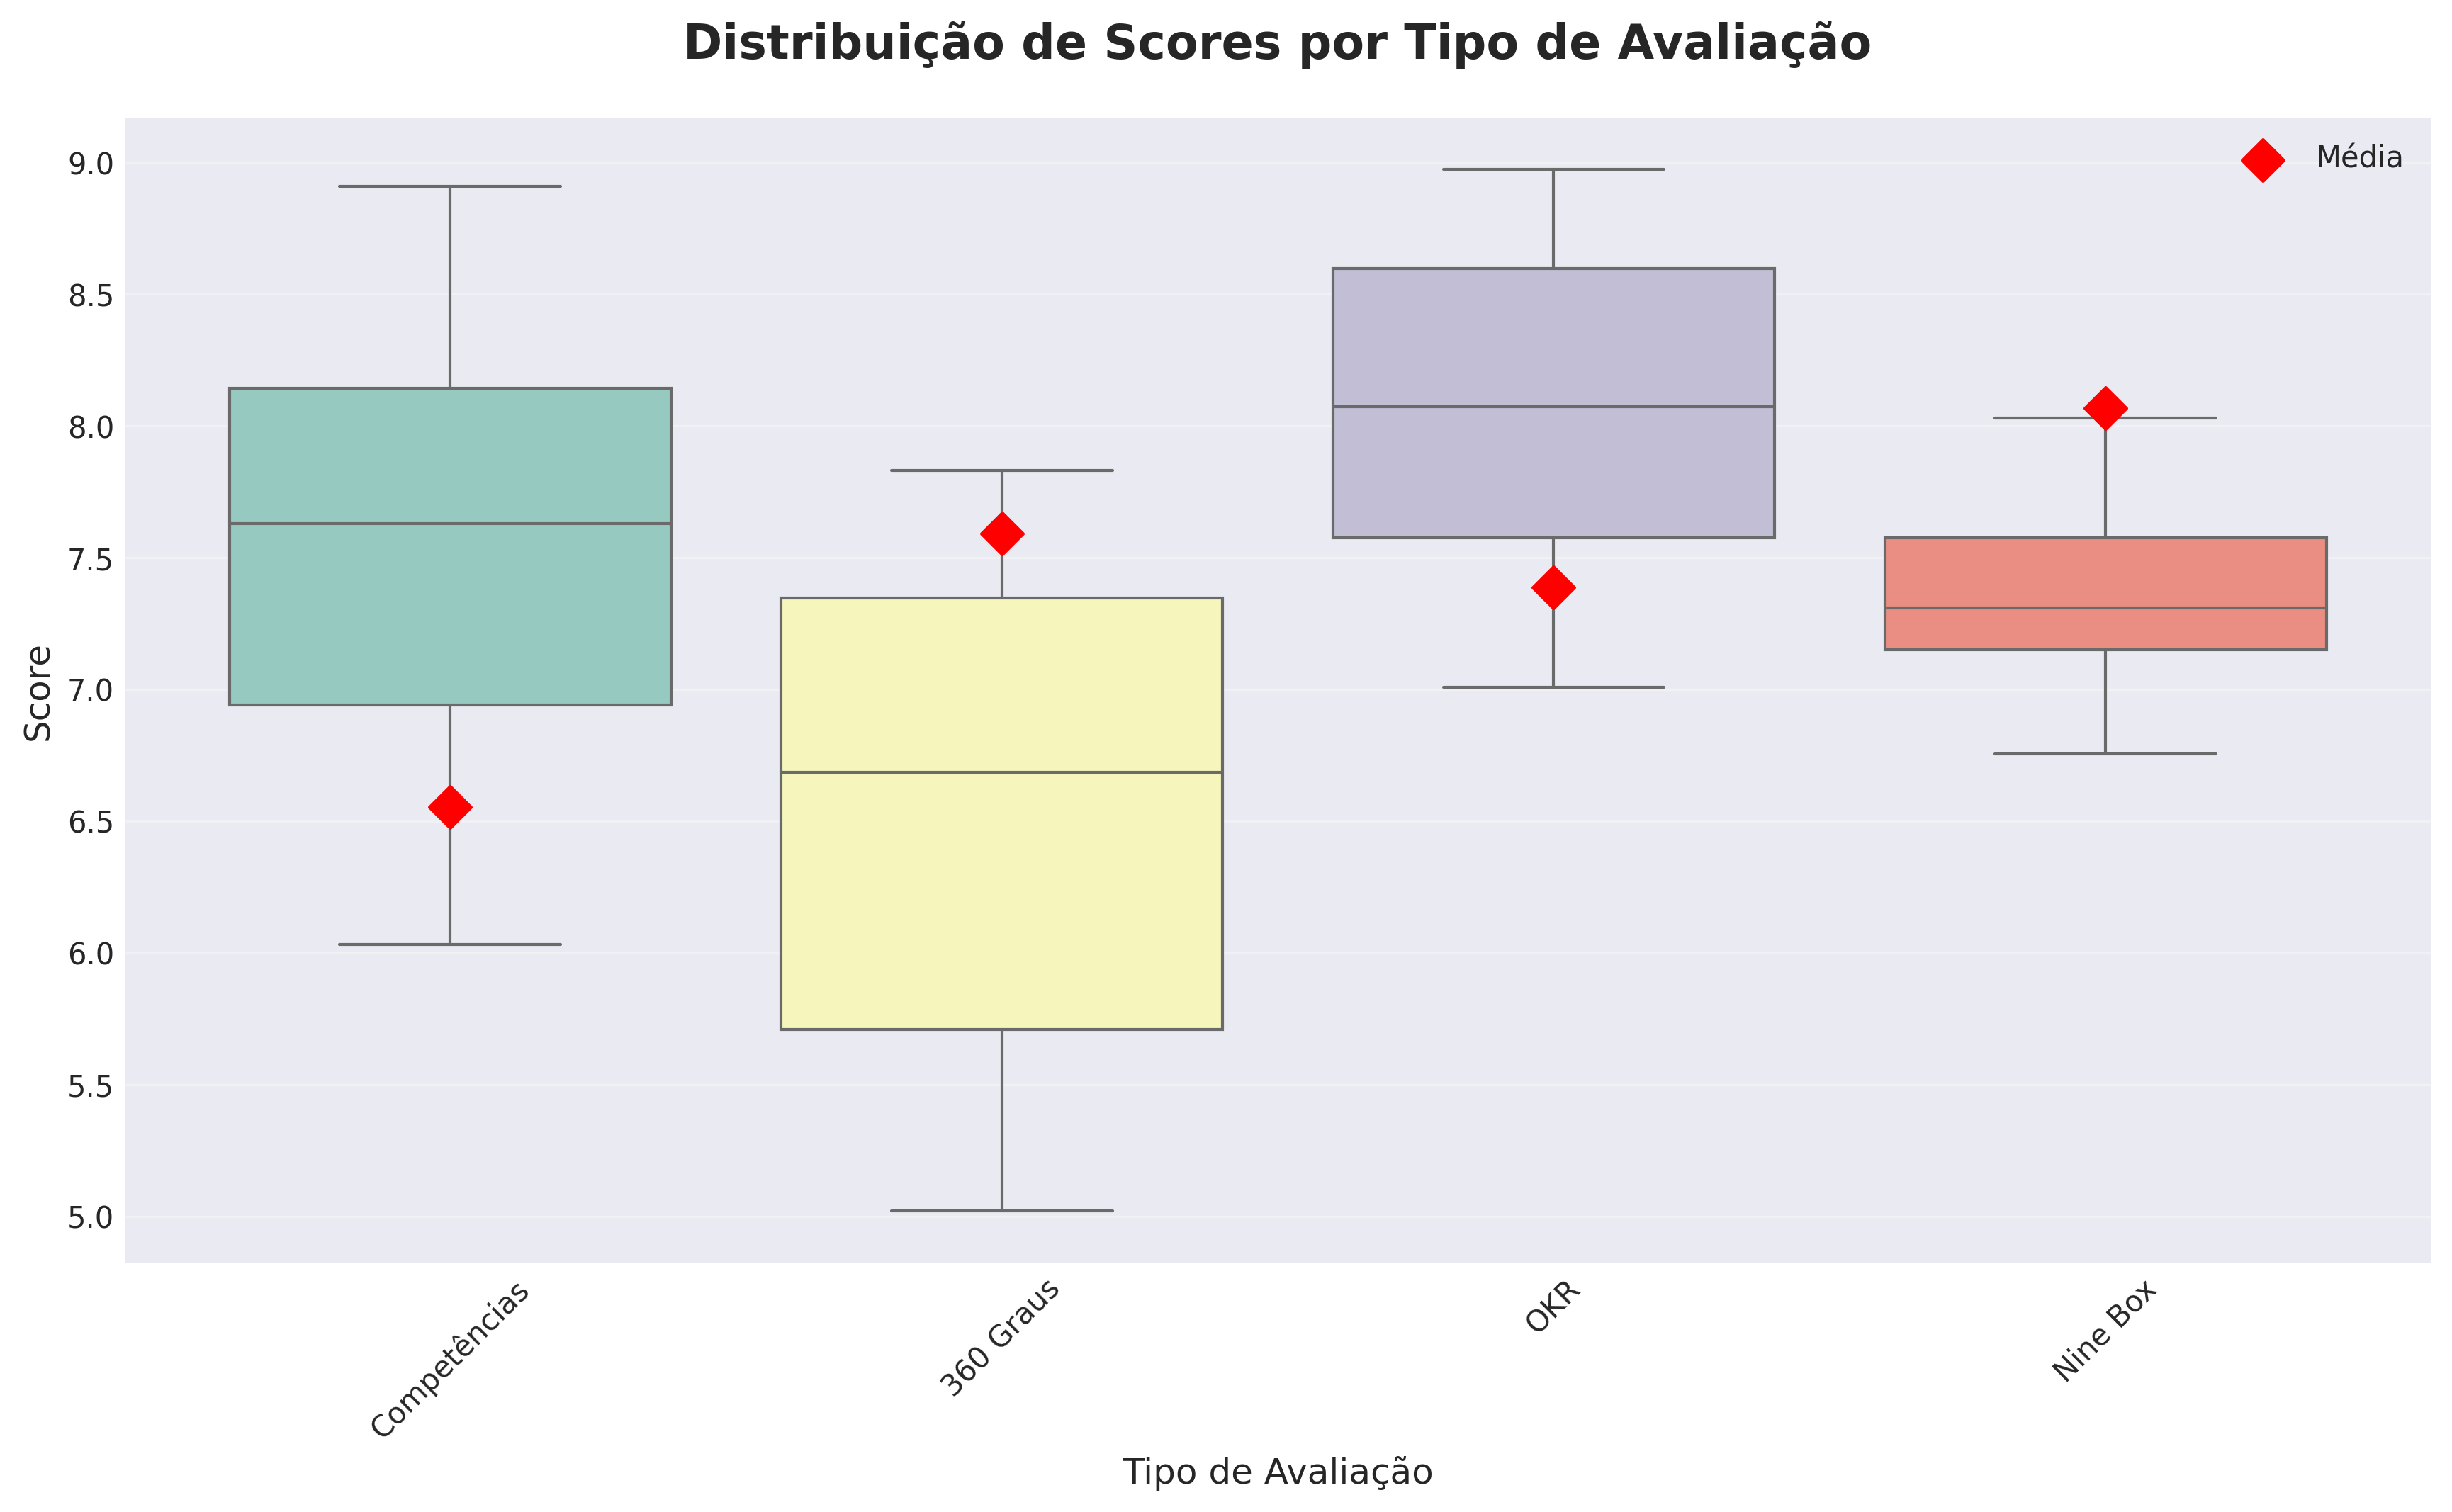 Distribuição de Scores por Tipo de Avaliação
Média
9.0
8.5
8.0
7.5
7.0
6.5
6.0
5.5
5.0
Score
Competências
360 Graus
OKR
Nine Box
Tipo de Avaliação